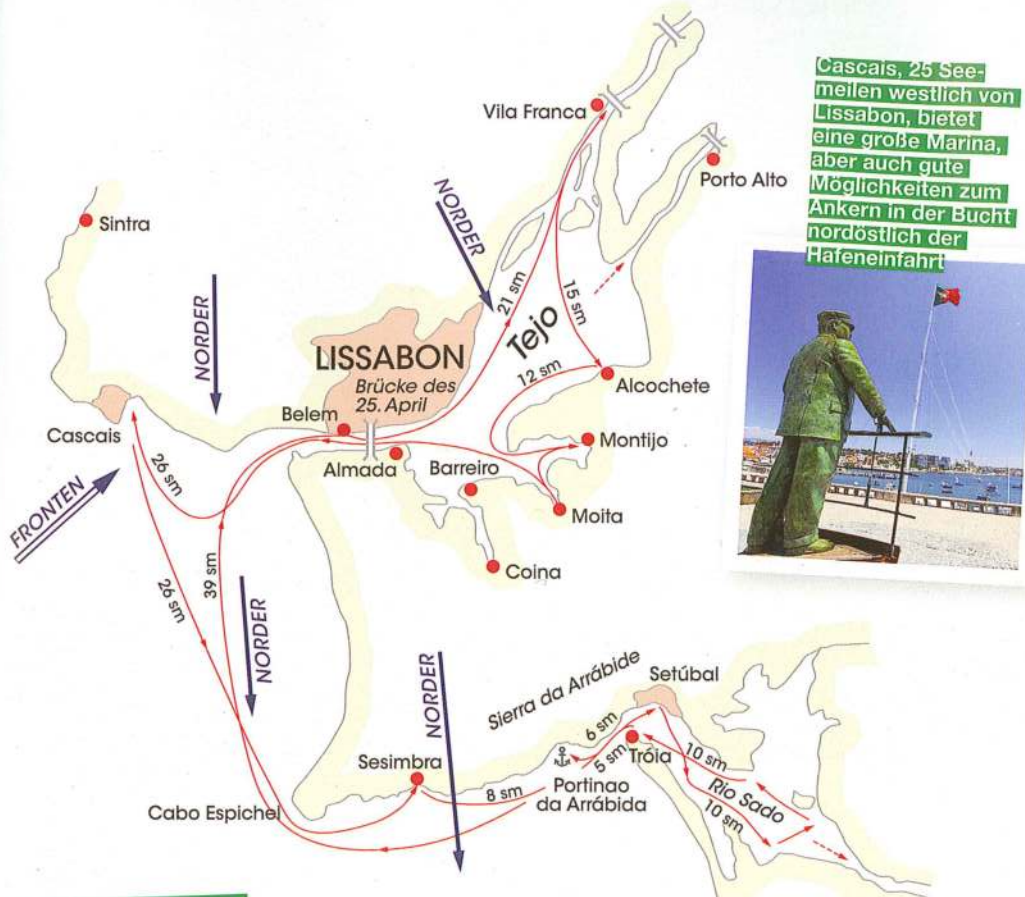 Cascais, 25 See-
meilen westlich von
Lissabon, bietet
eine große Marina,
aber auch gute
Möglichkeiten zum
Ankern in der Bucht
nordöstlich der
Hafeneinfahrt
Vila Franca
Porto Alto
NORDER
Sintra
NORDER
21 sm
15 sm
Tejo
LISSABON
Brücke des
25. April
12 sm
Alcochete
Belem
Cascais
Almada
Barreiro
Montijo
26 sm
FRONTEN
Moita
Coina
39 sm
26 sm
NORDER
NORDER
Sierra da Arrábide
Setúbal
6 sm
5 sm
Tróia
10 sm
Sesimbra
8 sm
Portinao
da Arrábida
Rio Sado
10 sm
Cabo Espichel